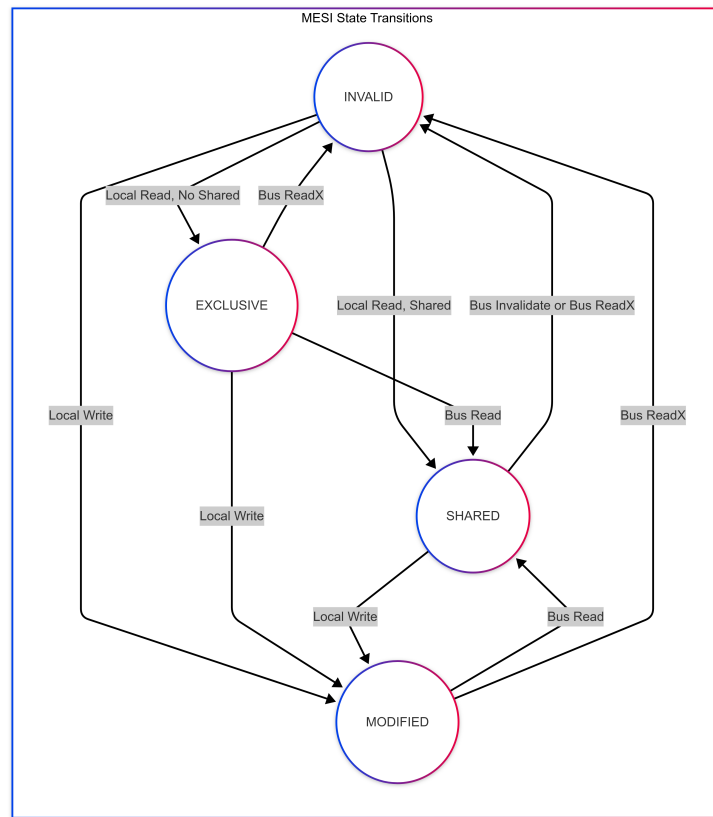 MESI State Transitions
INVALID
Local Read, No Shared
Bus ReadX
EXCLUSIVE
Local Read, Shared
Bus Invalidate or Bus ReadX
Local Write
Bus Read
Bus ReadX
Local Write
SHARED
Local Write
Bus Read
MODIFIED